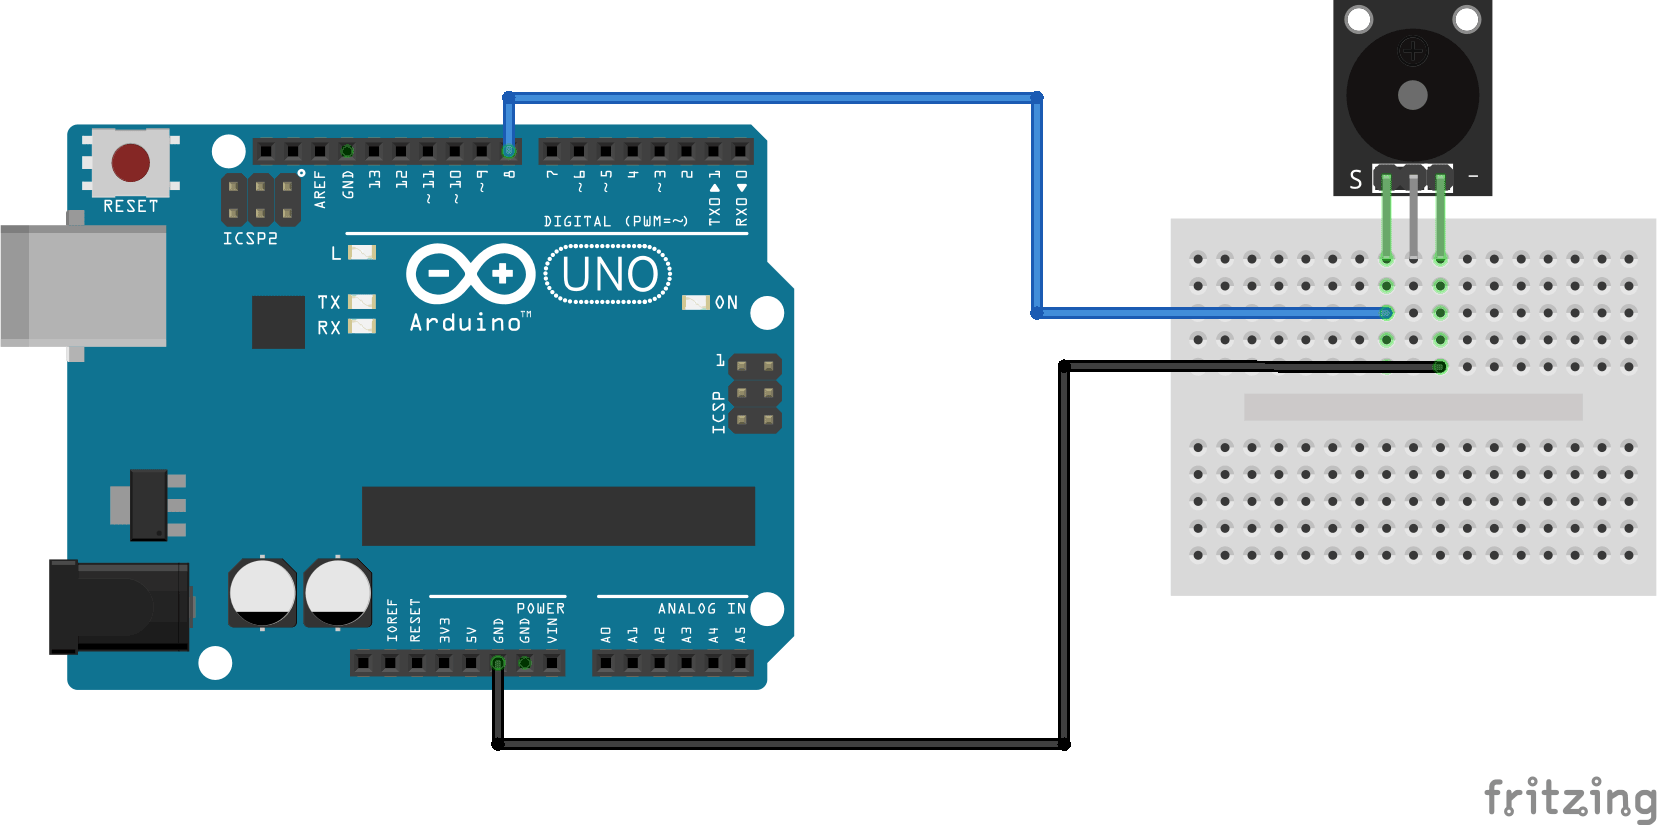 S -
RESET
ICSP2
AREF
GND
13
12
~11
~10
~9
8
7
~6
~5
4
~3
2
TX0▶1
RX0◀0
DIGITAL (PWM=~)
L
TX
RX
Arduino™
UNO
ON
1
ICSP
IOREF
RESET
3V3
5V
GND
GND
VIN
POWER
ANALOG IN
A0
A1
A2
A3
A4
A5
fritzing